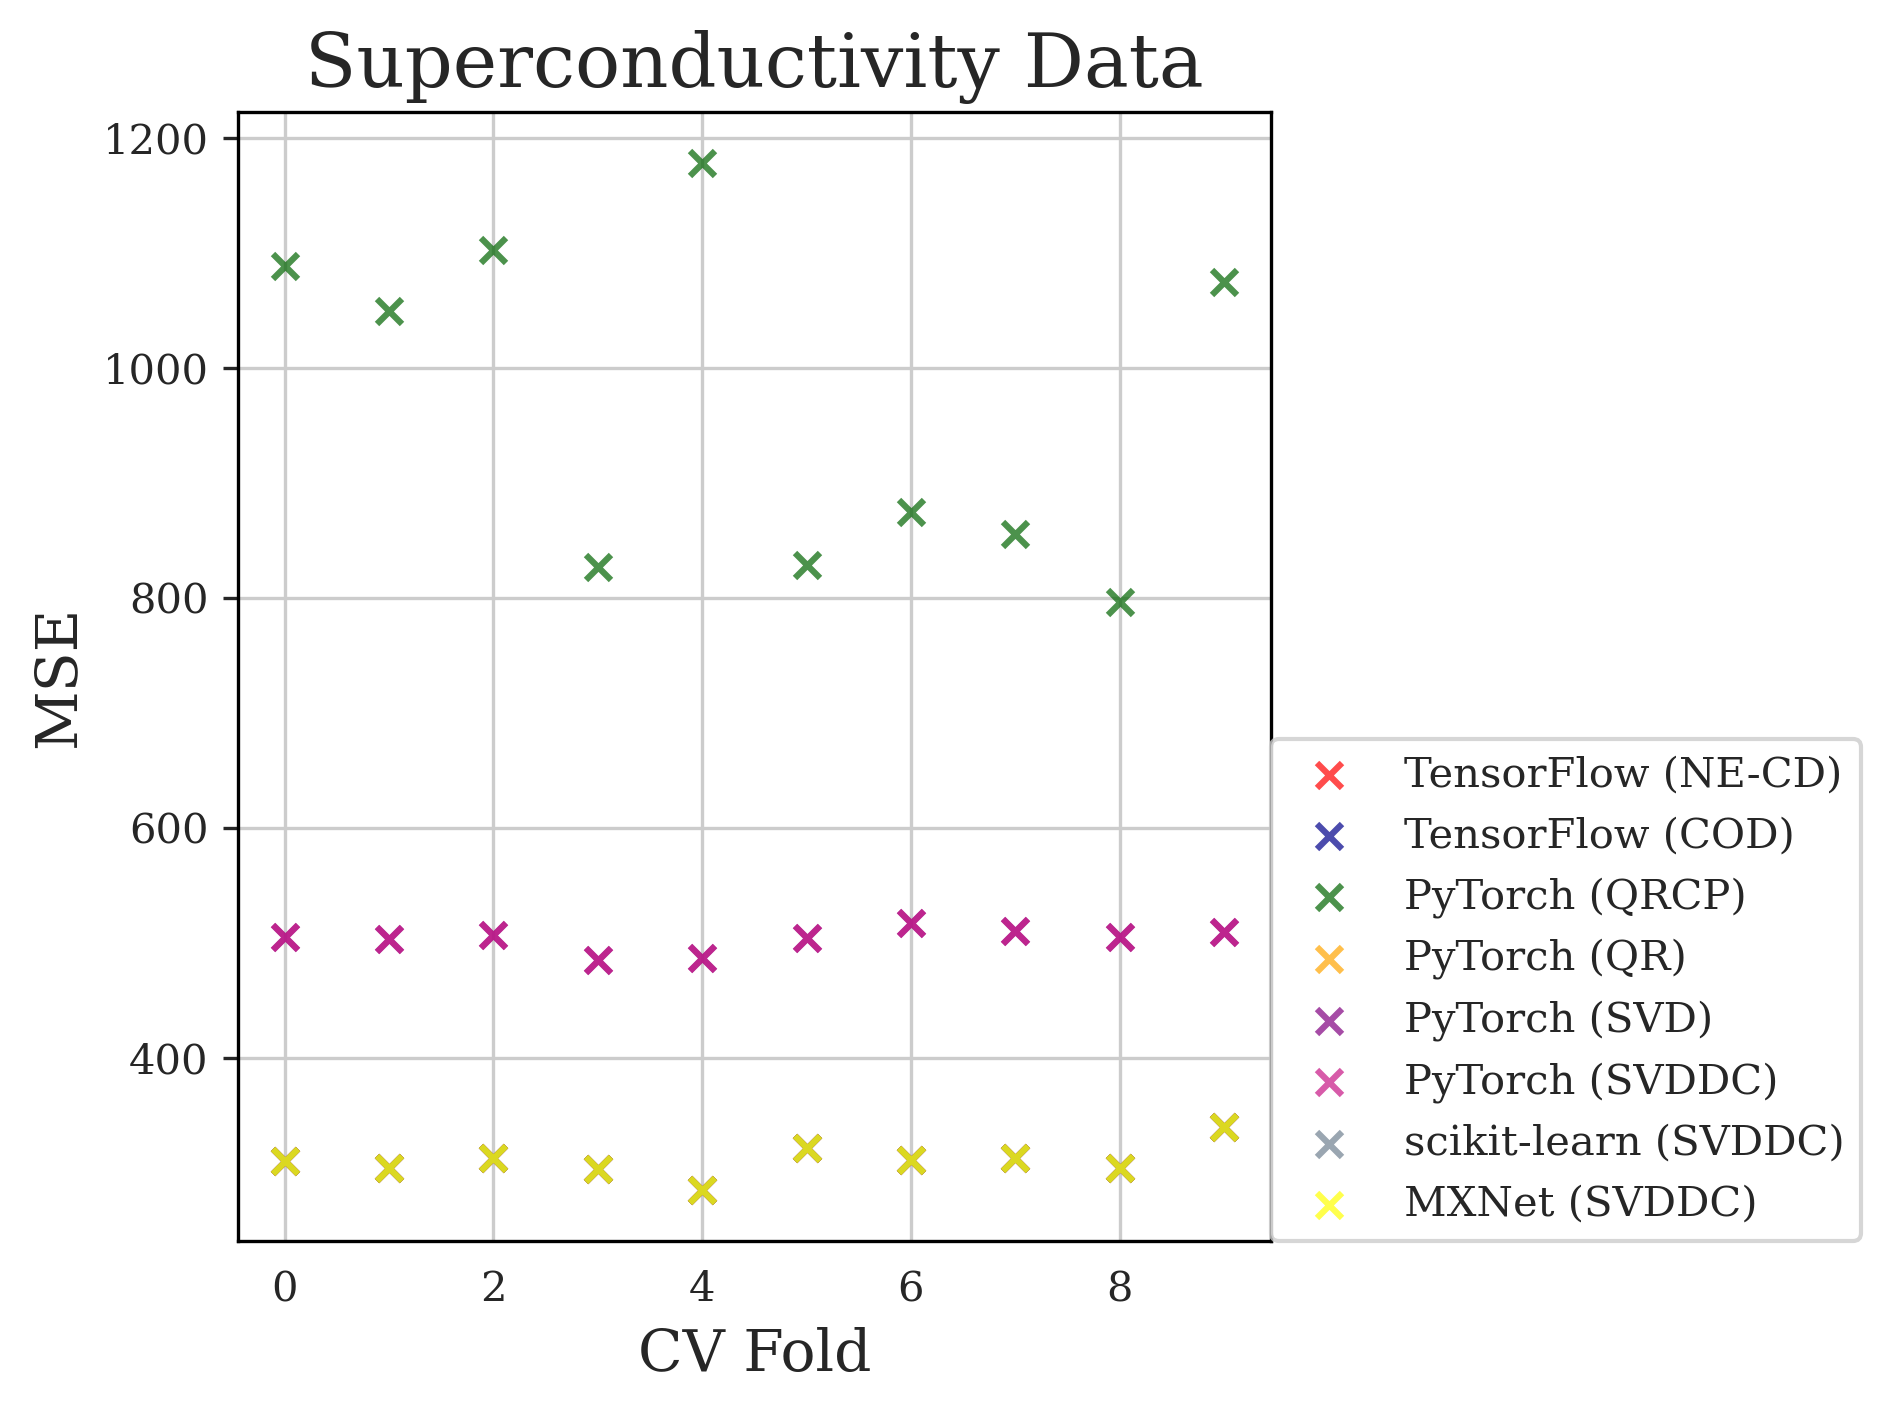 Superconductivity Data
1200
1000
800
600
400
MSE
0 2 4 6 8
CV Fold
TensorFlow (NE-CD)
TensorFlow (COD)
PyTorch (QRCP)
PyTorch (QR)
PyTorch (SVD)
PyTorch (SVDDC)
scikit-learn (SVDDC)
MXNet (SVDDC)